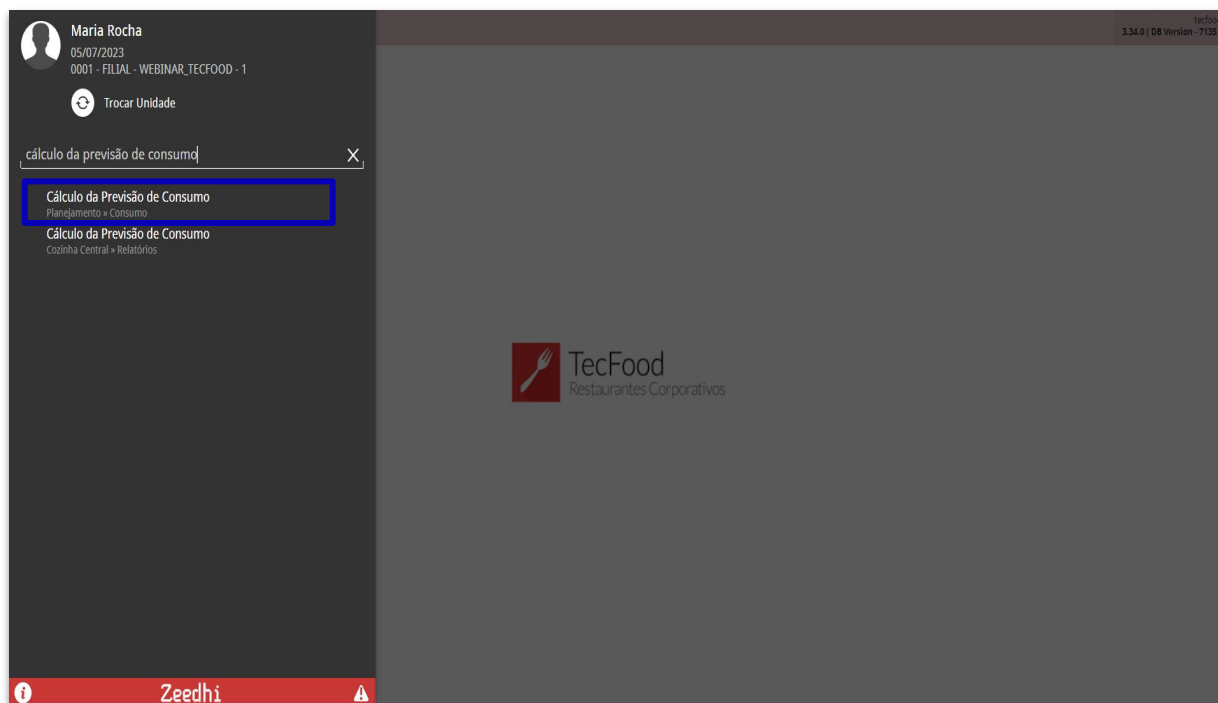 Maria Rocha
05/07/2023
0001 - FILIAL - WEBINAR_TECFOOD - 1
Trocar Unidade
cálculo da previsão de consumo
Cálculo da Previsão de Consumo
Planejamento » Consumo
Cálculo da Previsão de Consumo
Cozinha Central » Relatórios
tecfoo
3.34.0 ( DB Version - 7135
TecFood
Restaurantes Corporativos
Zeedhi